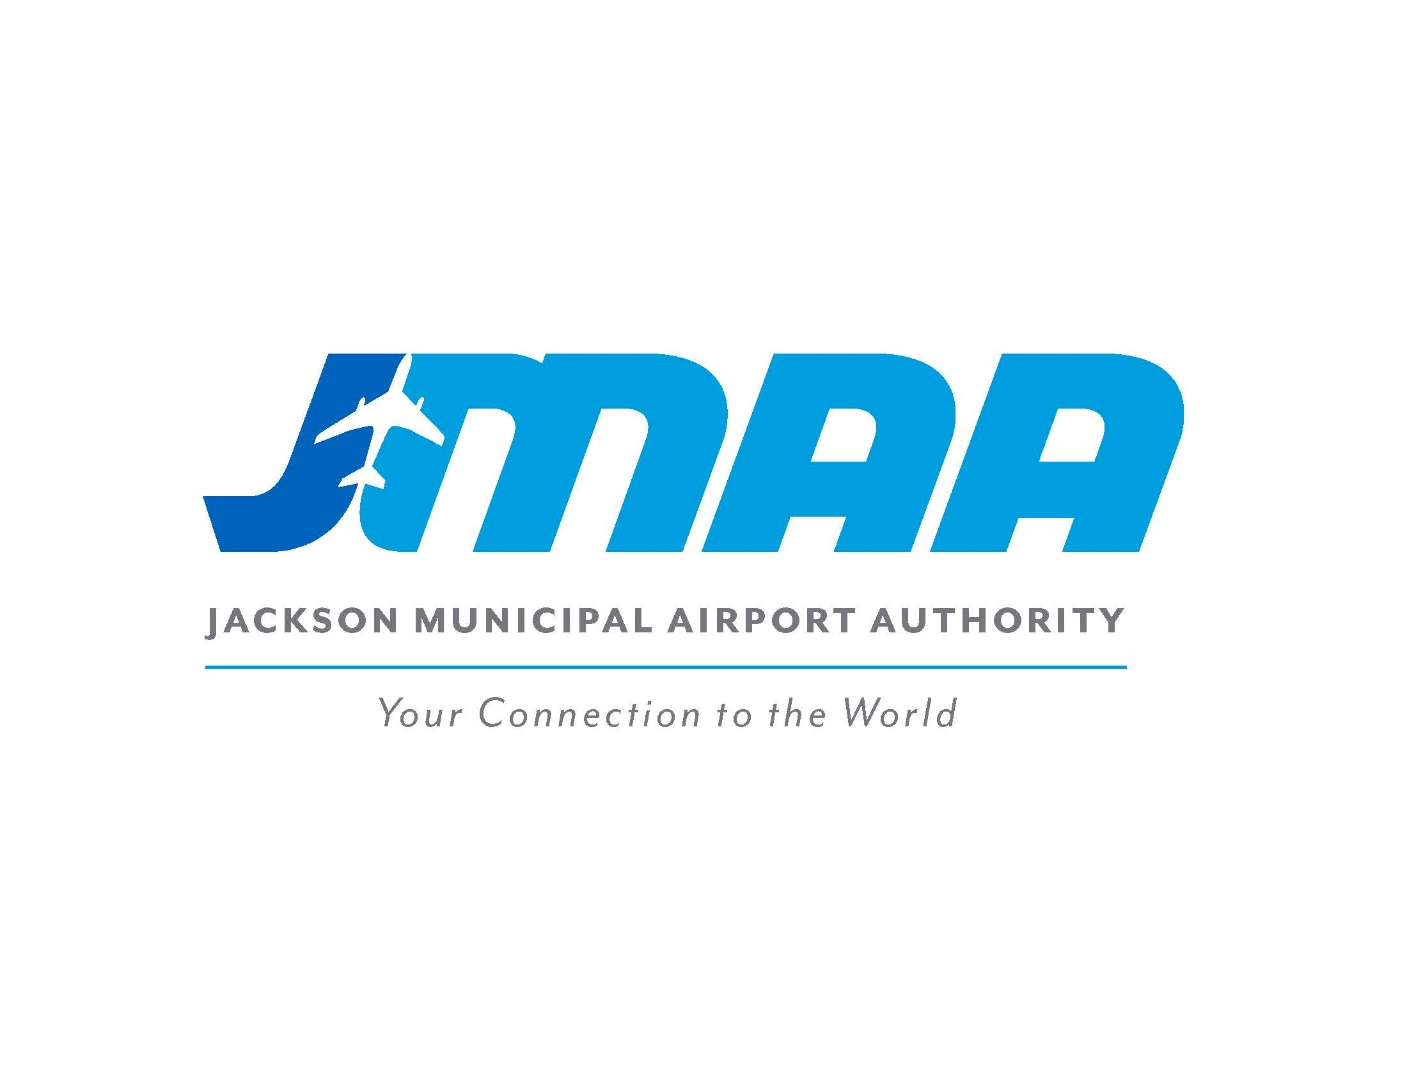 JMAA
JACKSON MUNICIPAL AIRPORT AUTHORITY
Your Connection to the World